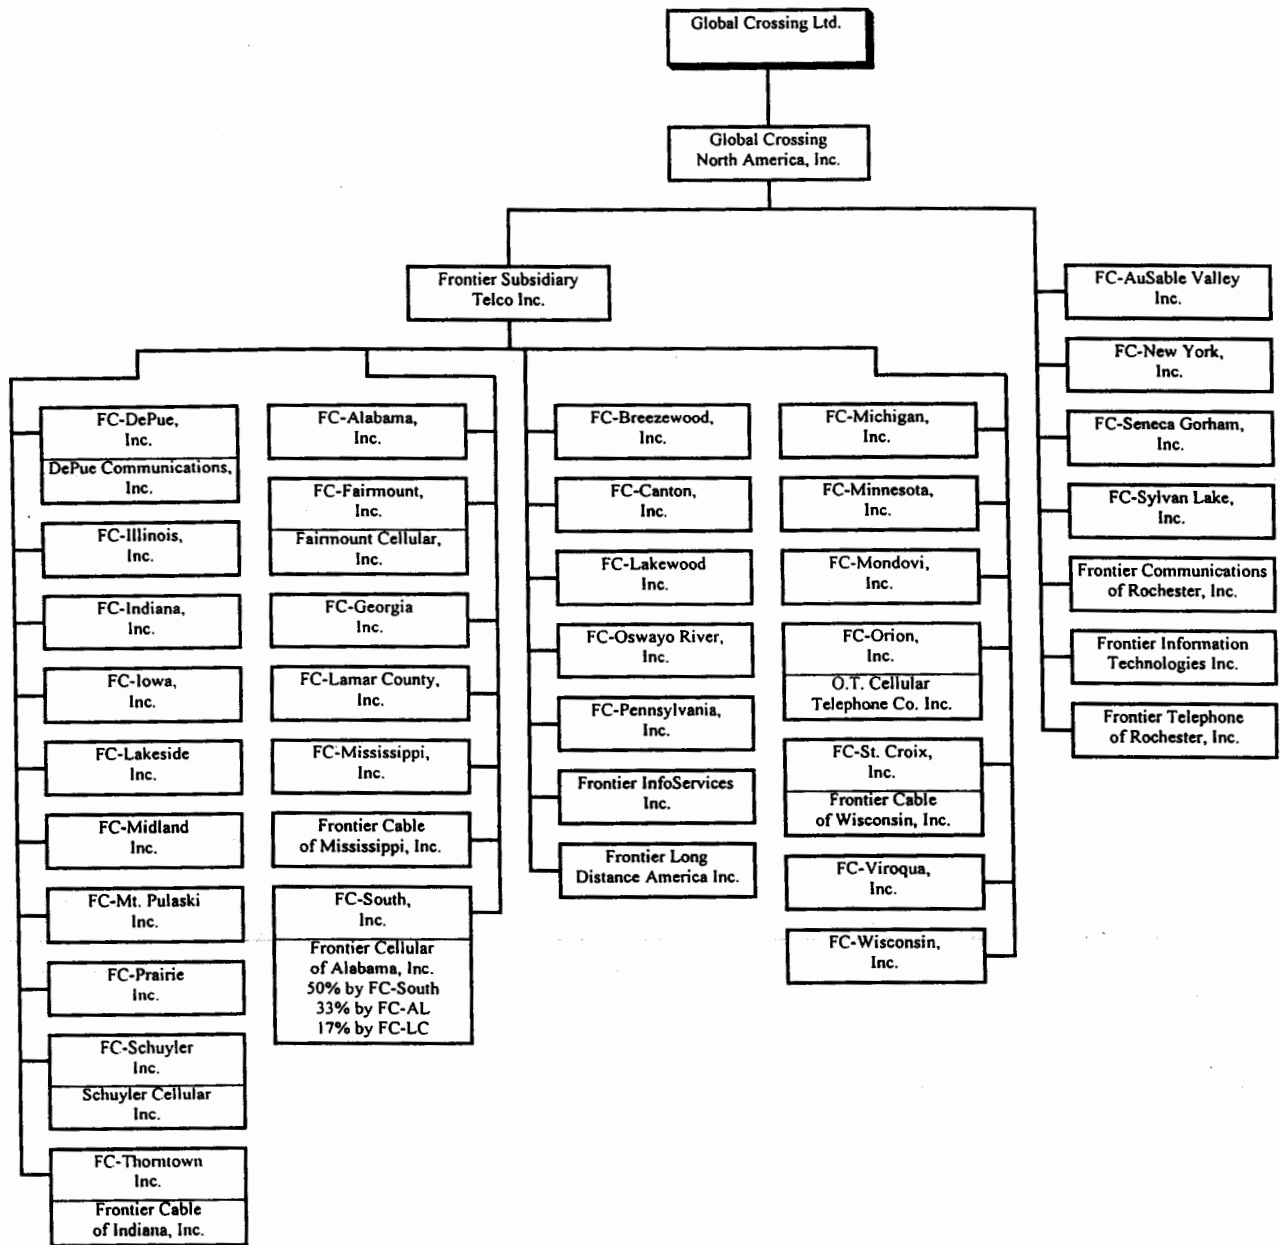 Global Crossing Ltd.
Global Crossing
North America, Inc.
Frontier Subsidiary
Telco Inc.
FC-DePue,
Inc.
DePue Communications,
Inc.
FC-Illinois,
Inc.
FC-Indiana,
Inc.
FC-Iowa,
Inc.
FC-Lakeside
Inc.
FC-Midland
Inc.
FC-Mt. Pulaski
Inc.
FC-Prairie
Inc.
FC-Schuyler
Inc.
Schuyler Cellular
Inc.
FC-Thorntown
Inc.
Frontier Cable
of Indiana, Inc.
FC-Alabama,
Inc.
FC-Fairmount,
Inc.
Fairmount Cellular,
Inc.
FC-Georgia
Inc.
FC-Lamar County,
Inc.
FC-Mississippi,
Inc.
Frontier Cable
of Mississippi, Inc.
FC-South,
Inc.
Frontier Cellular
of Alabama, Inc.
50% by FC-South
33% by FC-AL
17% by FC-LC
FC-Breezewood,
Inc.
FC-Canton,
Inc.
FC-Lakewood
Inc.
FC-Oswayo River,
Inc.
FC-Pennsylvania,
Inc.
Frontier InfoServices
Inc.
Frontier Long
Distance America Inc.
FC-Michigan,
Inc.
FC-Minnesota,
Inc.
FC-Mondovi,
Inc.
FC-Orion,
Inc.
O.T. Cellular
Telephone Co. Inc.
FC-St. Croix,
Inc.
Frontier Cable
of Wisconsin, Inc.
FC-Viroqua,
Inc.
FC-Wisconsin,
Inc.
FC-AuSable Valley
Inc.
FC-New York,
Inc.
FC-Seneca Gorham,
Inc.
FC-Sylvan Lake,
Inc.
Frontier Communications
of Rochester, Inc.
Frontier Information
Technologies Inc.
Frontier Telephone
of Rochester, Inc.